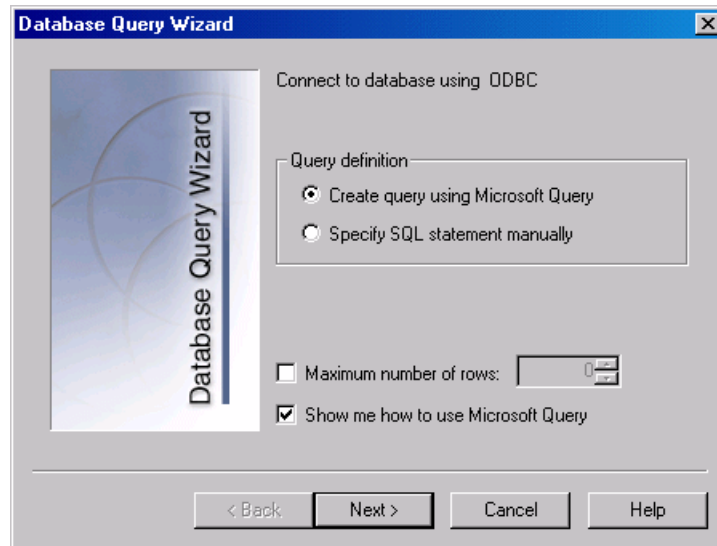 Database Query Wizard
Database Query Wizard
Connect to database using ODBC
Query definition
Create query using Microsoft Query
Specify SQL statement manually
Maximum number of rows: 0
Show me how to use Microsoft Query
< Back Next > Cancel Help